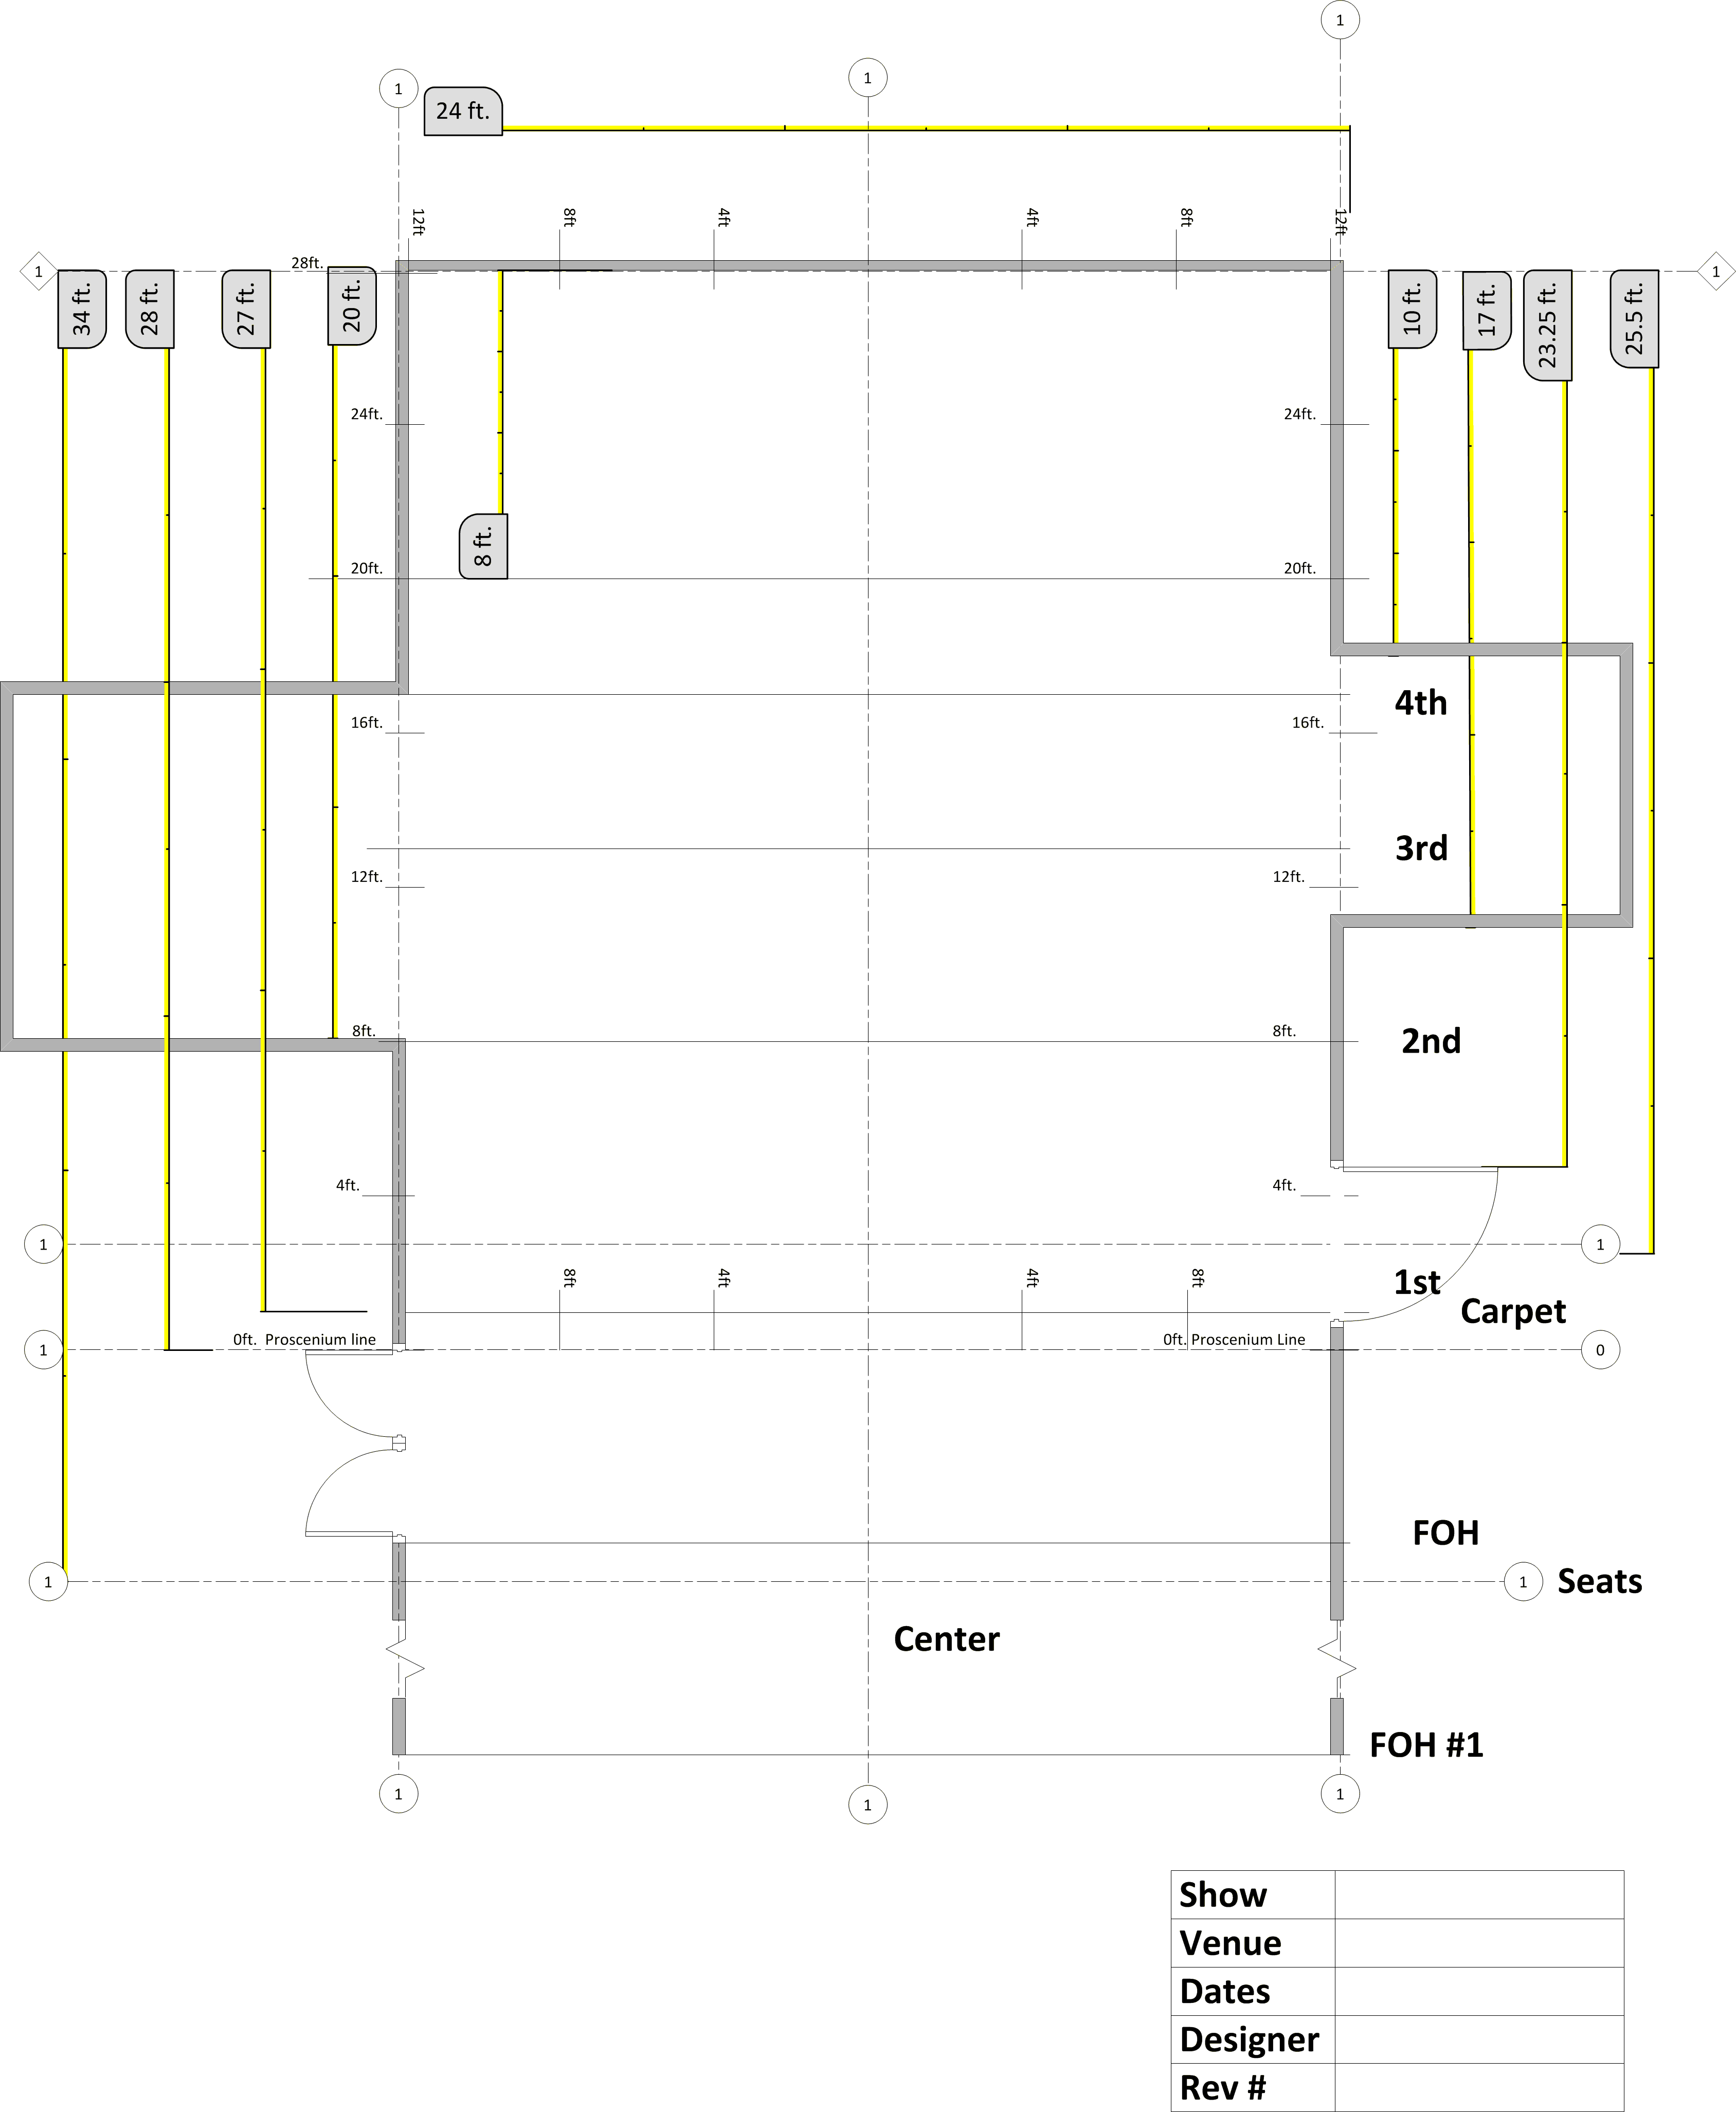 1
1
1
24 ft.
12ft
8ft
4ft
4ft
8ft
12ft
1
34 ft.
28 ft.
27 ft.
28ft.
20 ft.
10 ft.
17 ft.
23.25 ft.
25.5 ft.
1
24ft.
24ft.
8 ft.
20ft.
20ft.
4th
16ft.
16ft.
3rd
12ft.
12ft.
8ft.
8ft.
2nd
4ft.
4ft.
1
1
8ft
4ft
4ft
8ft
1st
Carpet
1
0ft. Proscenium line
0ft. Proscenium Line
0
FOH
1
1
Seats
Center
FOH #1
1
1
1
Show
Venue
Dates
Designer
Rev #